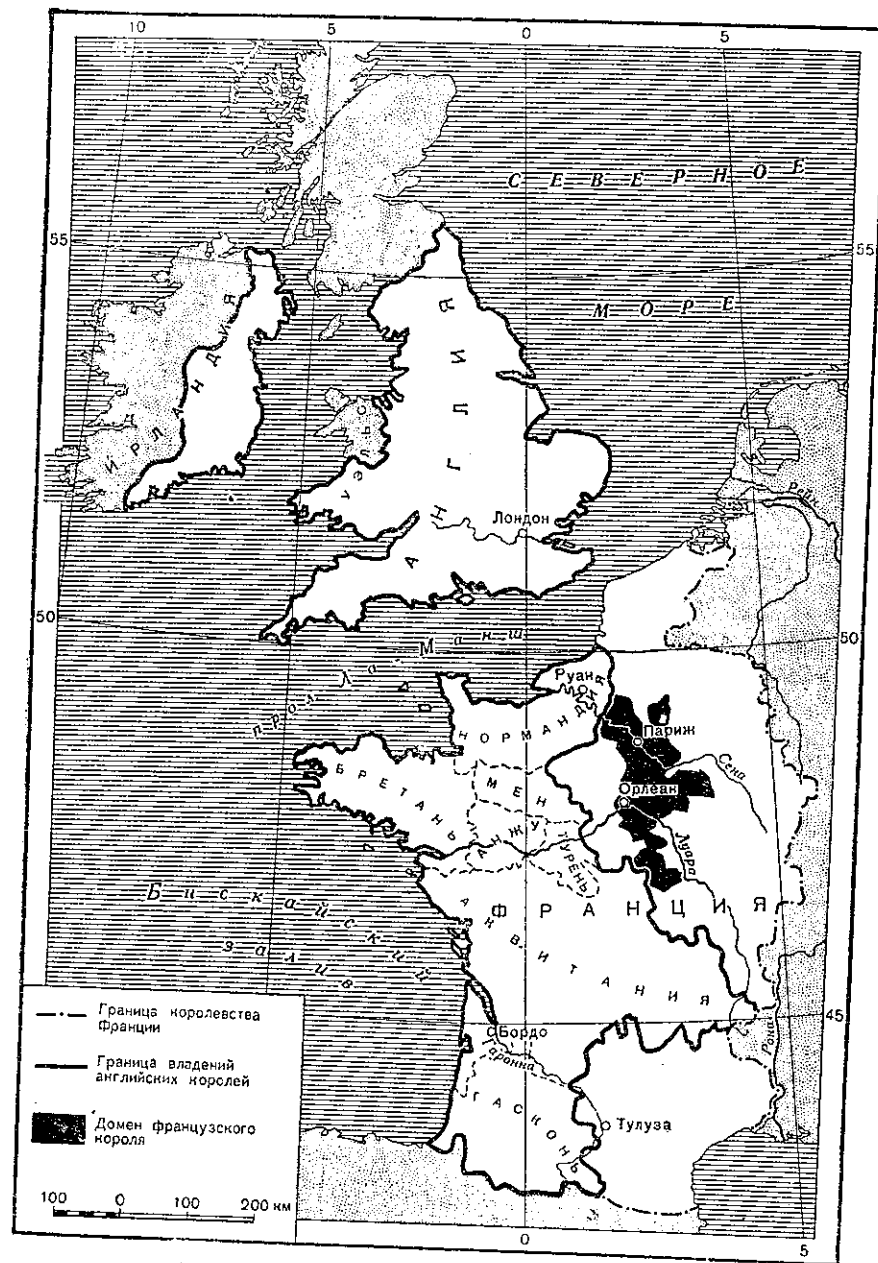 10
5
0
5
СЕВЕРНОЕ
МОРЕ
55
55
ИРЛАНДИЯ
АНГЛИЯ
УЭЛЬС
Лондон
Рейн
50
50
прол. Ла-Манш
Руан
НОРМАНДИЯ
Париж
Сена
БРЕТАНЬ
МЕН
Орлеан
АНЖУ
ТУРЕНЬ
Луара
ФРАНЦИЯ
Бискайский
залив
АКВИТАНИЯ
45
Бордо
Гаронна
Рона
ГАСКОНЬ
Тулуза
Граница королевства
Франции
Граница владений
английских королей
Домен французского
короля
100 0 100 200 км
0
5